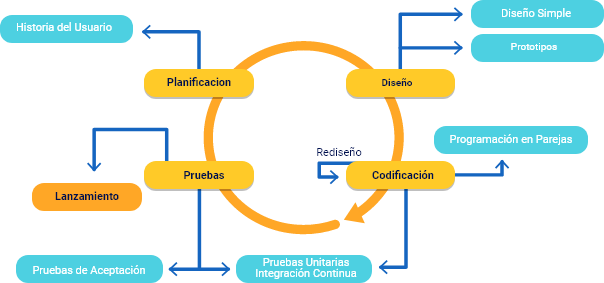 Diseño Simple
Historia del Usuario
Prototipos
Planificacion
Diseño
Programación en Perejas
Rediseño
Pruebas
Codificación
Lanzamiento
Pruebas de Aceptación
Pruebas Unitarias
Integración Continua